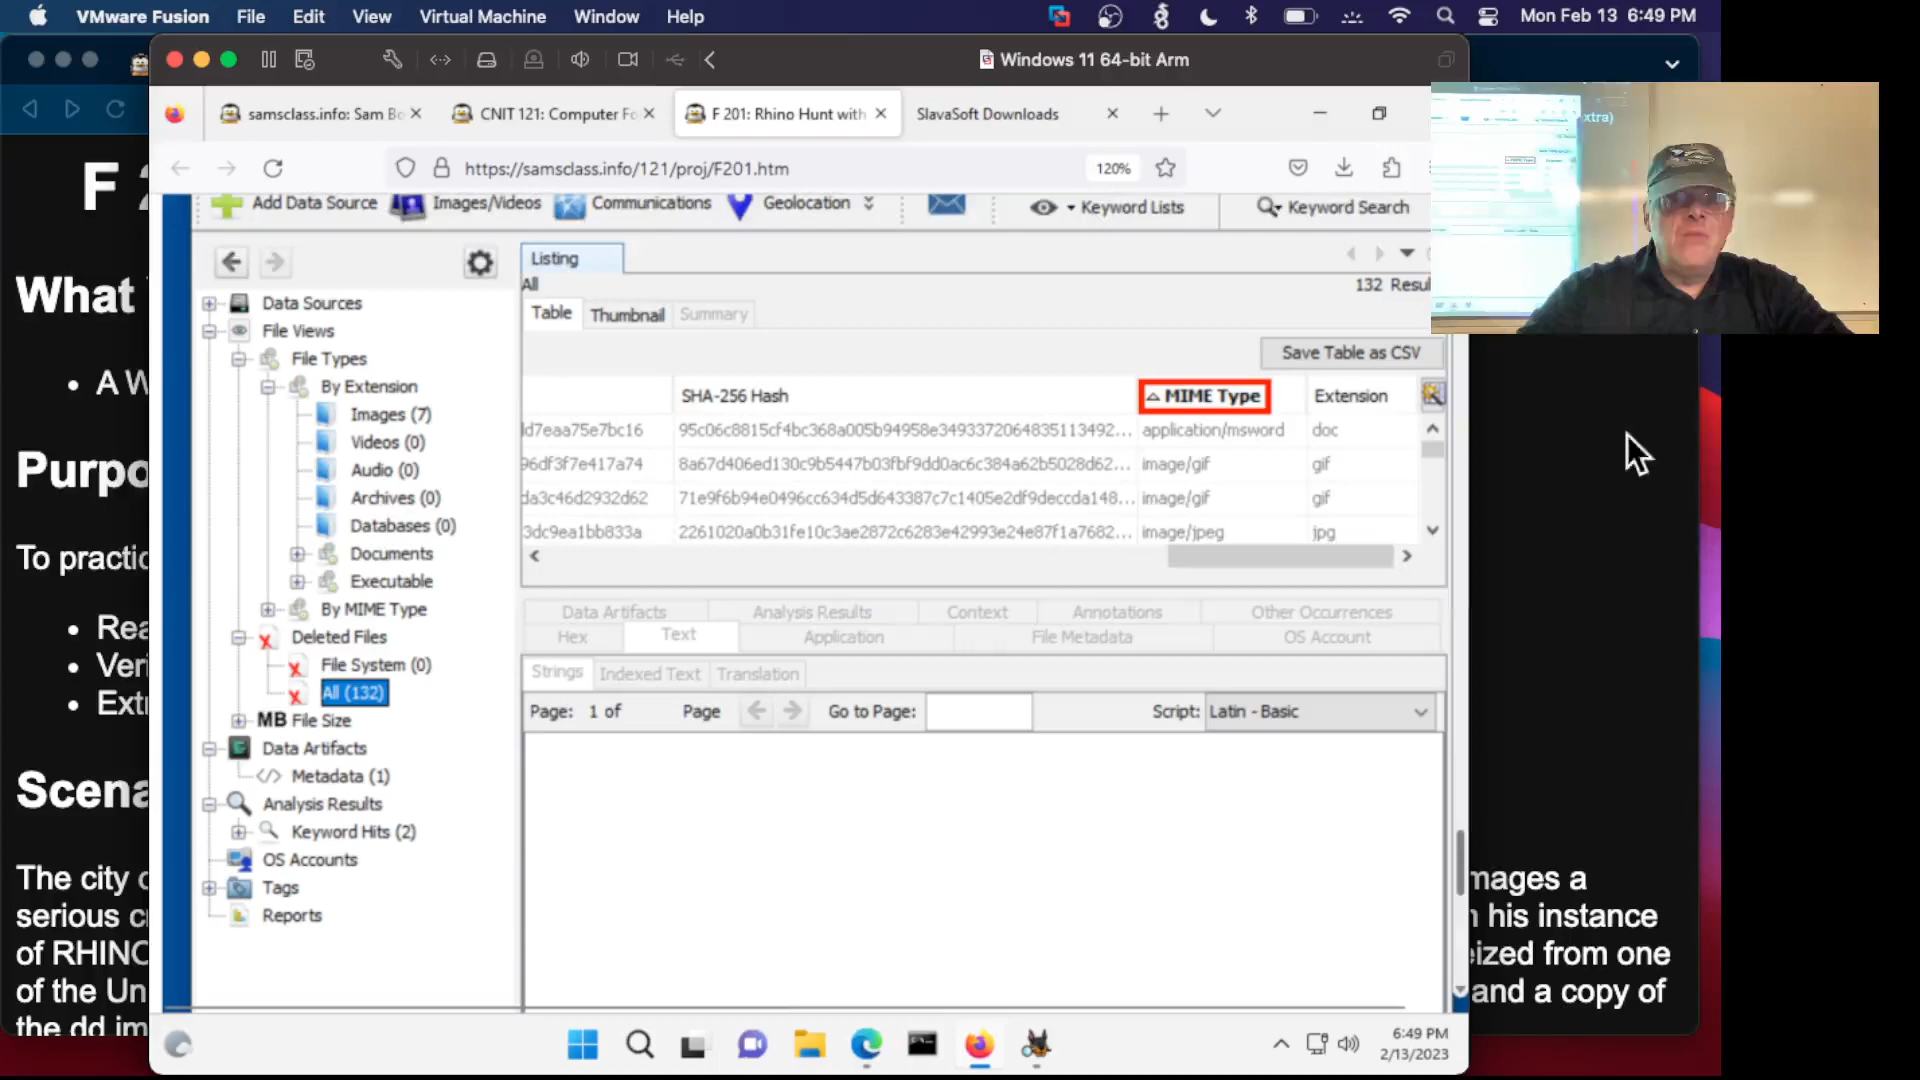 VMware Fusion File Edit View Virtual Machine Window Help Mon Feb 13 6:49 PM
Windows 11 64-bit Arm
samsclass.info: Sam Bo CNIT 121: Computer Fo F 201: Rhino Hunt with SlavaSoft Downloads
https://samsclass.info/121/proj/F201.htm 120%
xtra)
F 2
What
• A W
Purpo
To practic
• Rea
• Veri
• Extr
Scena
The city o
serious cr
of RHINO
of the Un
the dd im
Add Data Source Images/Videos Communications Geolocation Keyword Lists Keyword Search
Data Sources
File Views
File Types
By Extension
Images (7)
Videos (0)
Audio (0)
Archives (0)
Databases (0)
Documents
Executable
By MIME Type
Deleted Files
File System (0)
All (132)
MB File Size
Data Artifacts
Metadata (1)
Analysis Results
Keyword Hits (2)
OS Accounts
Tags
Reports
Listing
All 132 Resul
Table Thumbnail Summary
Save Table as CSV
SHA-256 Hash MIME Type Extension
d7eaa75e7bc16 95c06c8815cf4bc368a005b94958e3493372064835113492... application/msword doc
96df3f7e417a74 8a67d406ed130c9b5447b03fbf9dd0ac6c384a62b5028d62... image/gif gif
da3c46d2932d62 71e9f6b94e0496cc634d5d643387c7c1405e2df9deccda148... image/gif gif
3dc9ea1bb833a 2261020a0b31fe10c3ae2872c6283e42993e24e87f1a7682... image/jpeg jpg
Data Artifacts Analysis Results Context Annotations Other Occurrences
Hex Text Application File Metadata OS Account
Strings Indexed Text Translation
Page: 1 of Page Go to Page: Script: Latin - Basic
mages a
n his instance
eized from one
and a copy of
6:49 PM
2/13/2023